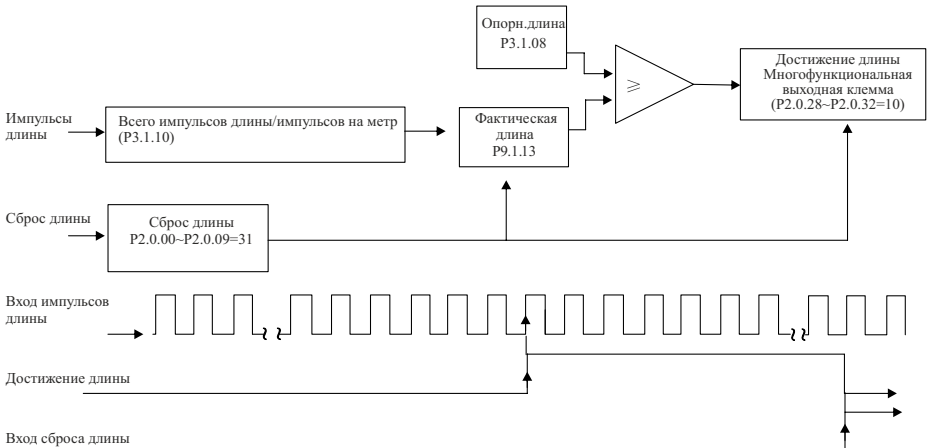 Опорн.длина
P3.1.08
≥
Достижение длины
Многофункциональная
выходная клемма
(P2.0.28~P2.0.32=10)
Импульсы
длины
Всего импульсов длины/импульсов на метр
(P3.1.10)
Фактическая
длина
P9.1.13
Сброс длины
Сброс длины
P2.0.00~P2.0.09=31
Вход импульсов
длины
Достижение длины
Вход сброса длины